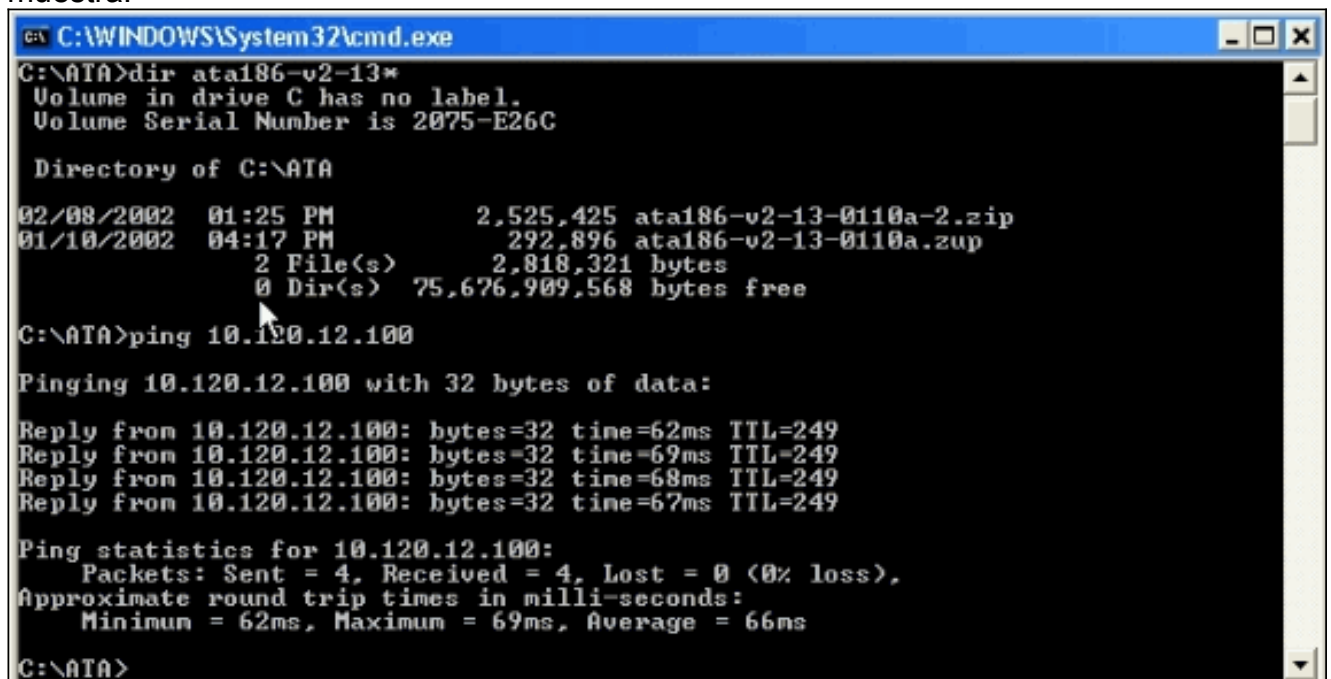 muestra:
C:\WINDOWS\System32\cmd.exe
C:\ATA>dir ata186-v2-13*
Volume in drive C has no label.
Volume Serial Number is 2075-E26C
Directory of C:\ATA
02/08/2002 01:25 PM 2,525,425 ata186-v2-13-0110a-2.zip
01/10/2002 04:17 PM 292,896 ata186-v2-13-0110a.zup
2 File(s) 2,818,321 bytes
0 Dir(s) 75,676,909,568 bytes free
C:\ATA>ping 10.120.12.100
Pinging 10.120.12.100 with 32 bytes of data:
Reply from 10.120.12.100: bytes=32 time=62ms TTL=249
Reply from 10.120.12.100: bytes=32 time=69ms TTL=249
Reply from 10.120.12.100: bytes=32 time=68ms TTL=249
Reply from 10.120.12.100: bytes=32 time=67ms TTL=249
Ping statistics for 10.120.12.100:
Packets: Sent = 4, Received = 4, Lost = 0 (0% loss),
Approximate round trip times in milli-seconds:
Minimum = 62ms, Maximum = 69ms, Average = 66ms
C:\ATA>